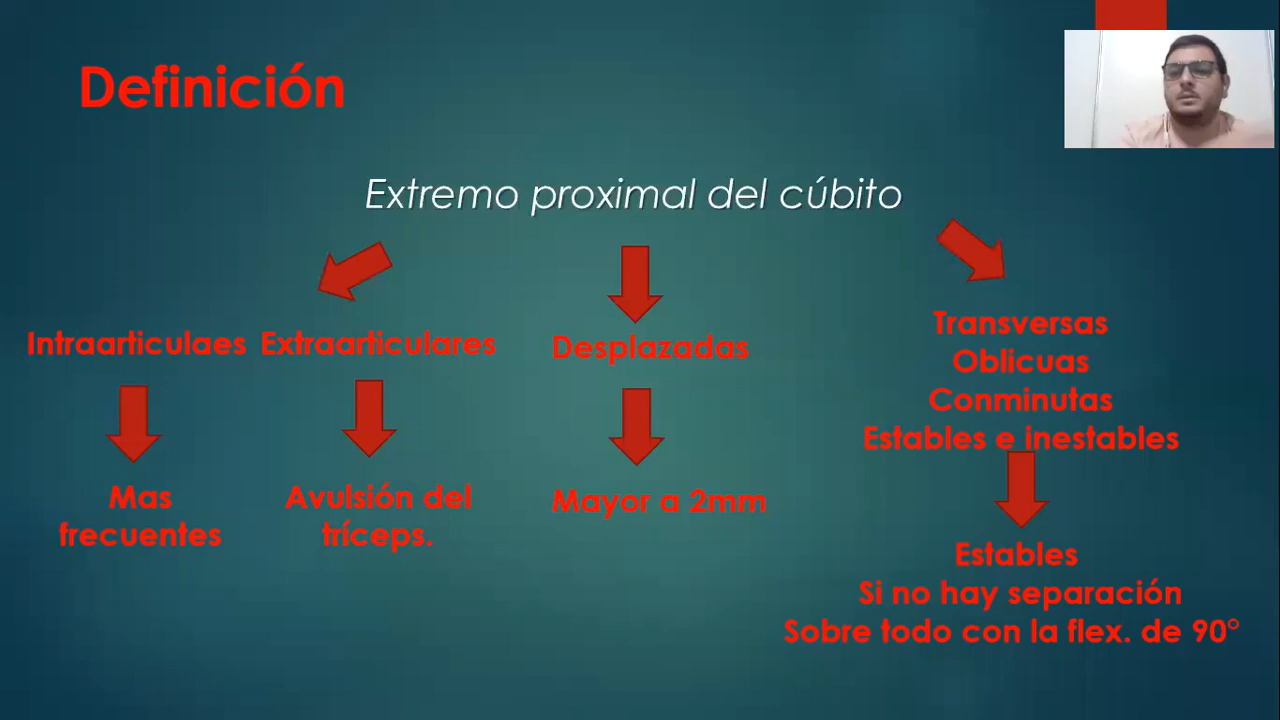 Definición
Extremo proximal del cúbito
Intraarticulaes
Extraarticulares
Desplazadas
Transversas
Oblicuas
Conminutas
Estables e inestables
Mas
frecuentes
Avulsión del
tríceps.
Mayor a 2mm
Estables
Si no hay separación
Sobre todo con la flex. de 90°